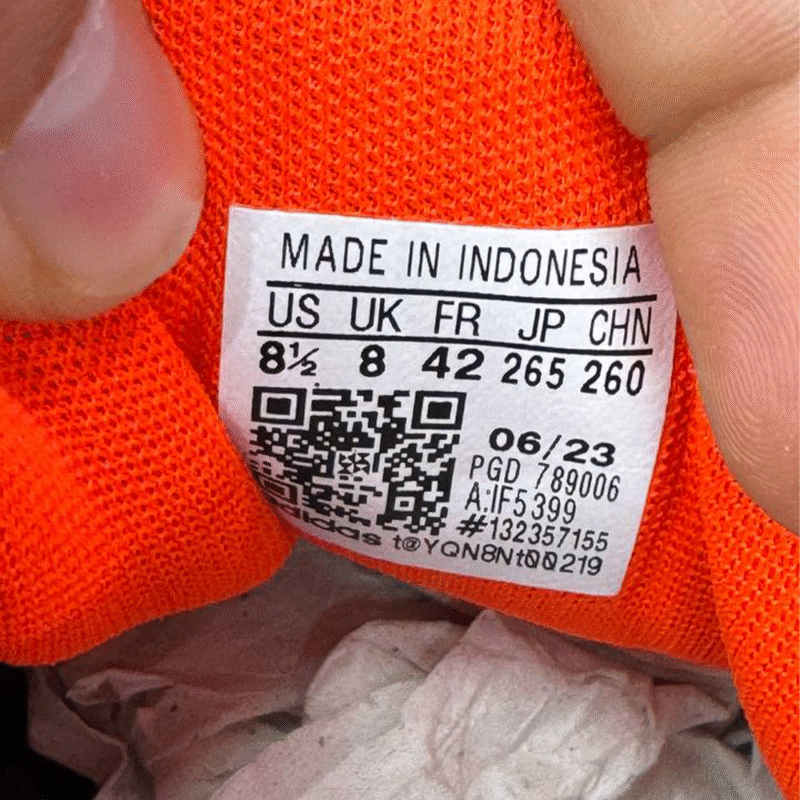 MADE IN INDONESIA
US UK FR JP CHN
8½ 8 42 265 260
06/23
PGD 789006
A:IF5399
#132357155
adidas t@YQN8Nt00219